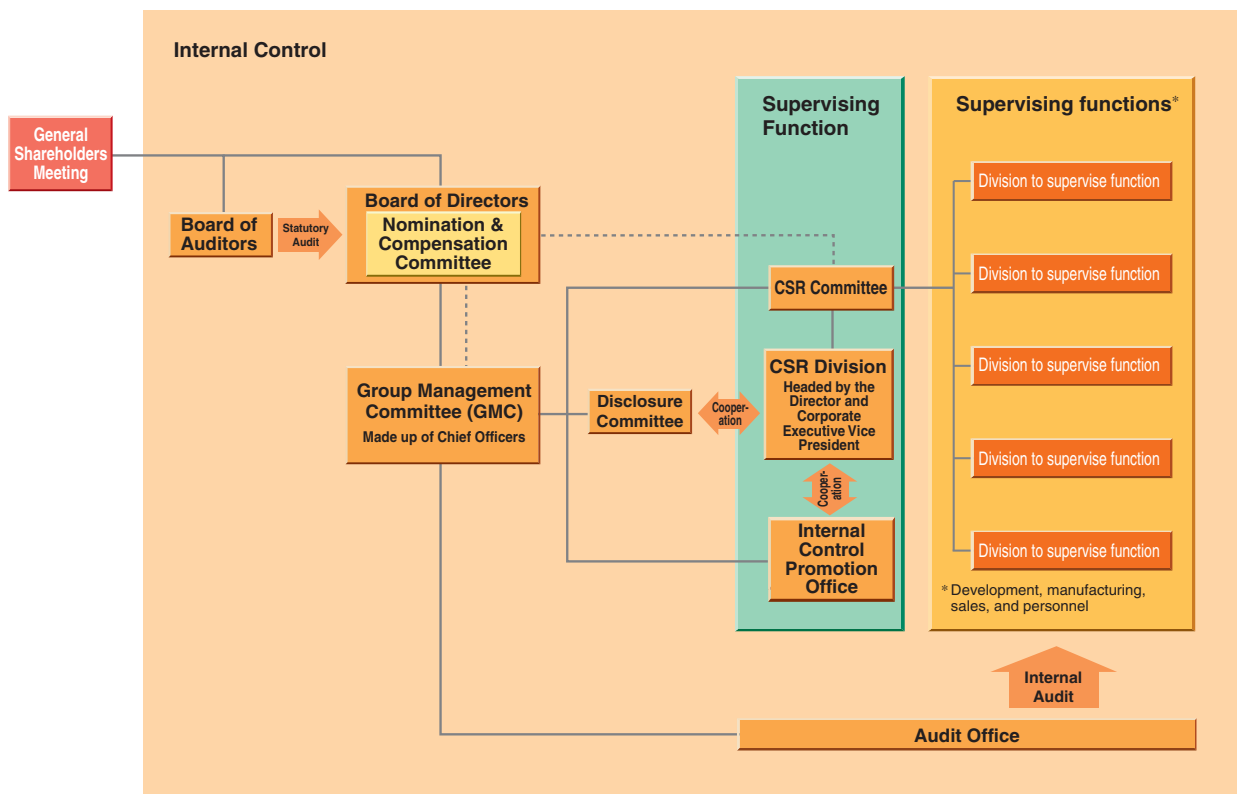 Internal Control
General
Shareholders
Meeting
Board of
Auditors
Statutory
Audit
Board of Directors
Nomination &
Compensation
Committee
Group Management
Committee (GMC)
Made up of Chief Officers
Disclosure
Committee
Cooper-
ation
Supervising
Function
CSR Committee
CSR Division
Headed by the
Director and
Corporate
Executive Vice
President
Cooper-
ation
Internal
Control
Promotion
Office
Supervising functions*
Division to supervise function
Division to supervise function
Division to supervise function
Division to supervise function
Division to supervise function
* Development, manufacturing,
sales, and personnel
Internal
Audit
Audit Office